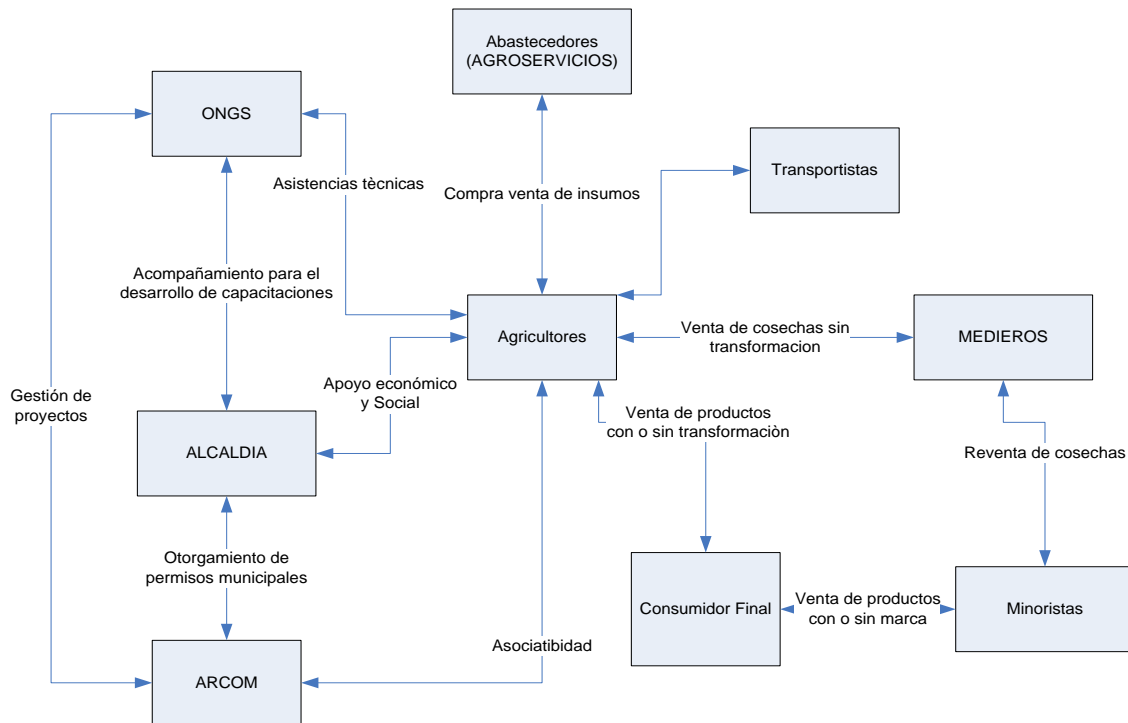 Abastecedores
(AGROSERVICIOS)
ONGS
Transportistas
Asistencias tècnicas
Compra venta de insumos
Acompañamiento para el
desarrollo de capacitaciones
Agricultores
Venta de cosechas sin
transformacion
MEDIEROS
Gestión de
proyectos
Apoyo económico
y Social
Venta de productos
con o sin transformaciòn
ALCALDIA
Reventa de cosechas
Otorgamiento de
permisos municipales
Consumidor Final
Venta de productos
con o sin marca
Minoristas
Asociatibidad
ARCOM